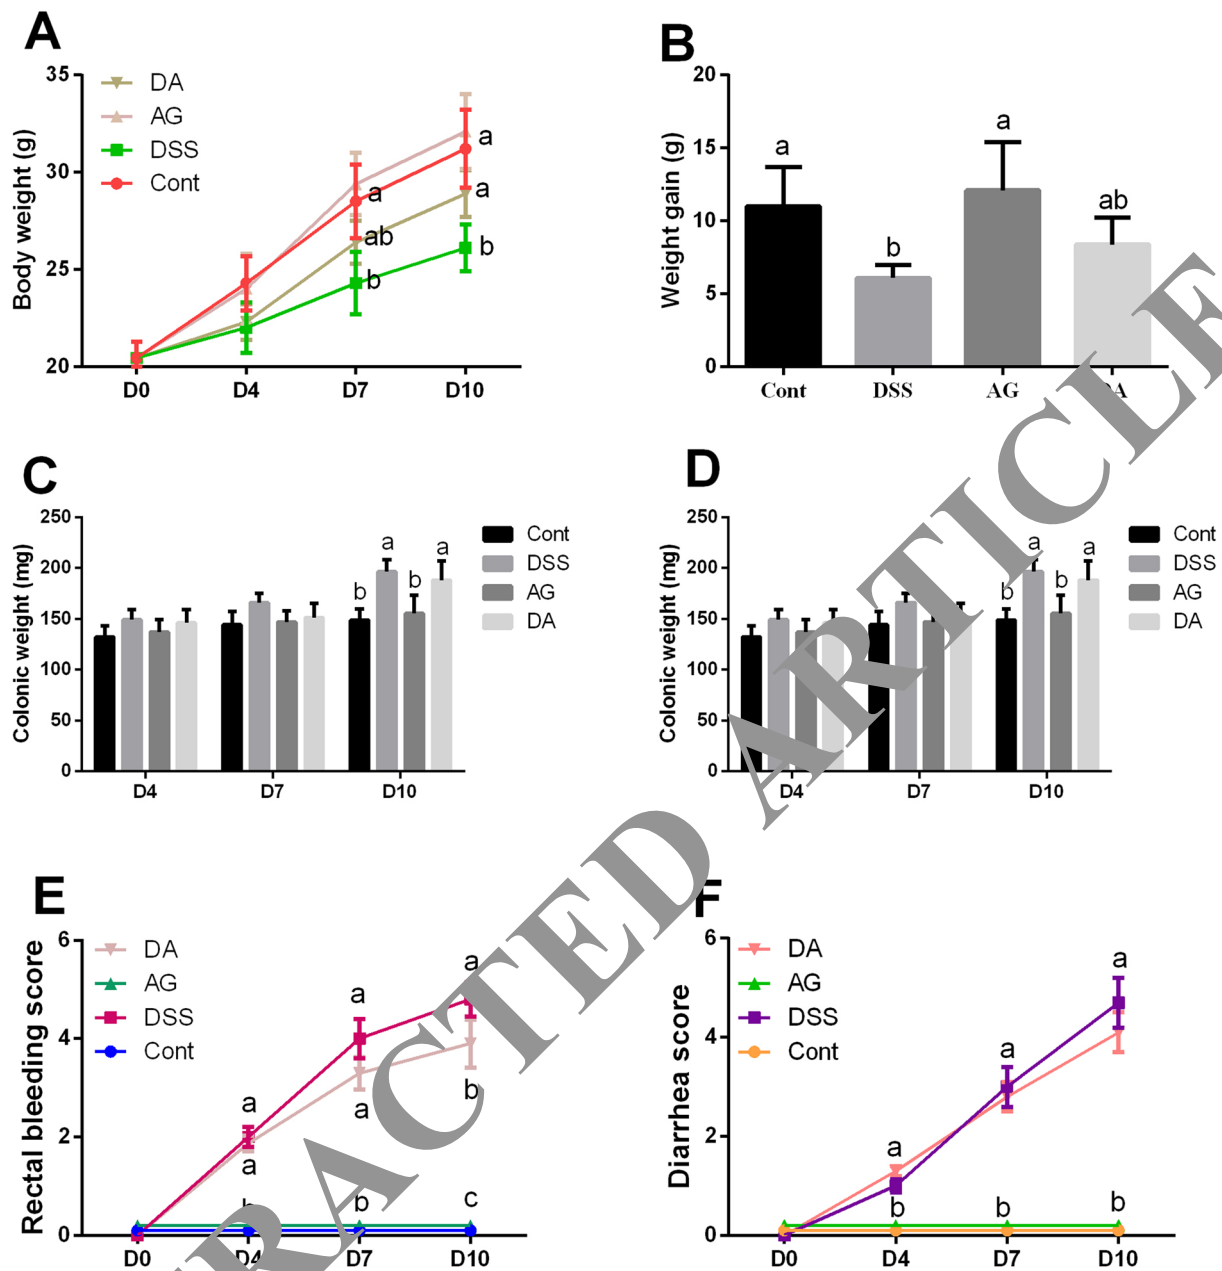 A
Body weight (g)
35
30
25
20
DA
AG
DSS
Cont
a
a
a
ab
b
b
D0 D4 D7 D10
B
Weight gain (g)
20
15
10
5
0
a
b
a
ab
Cont DSS AG
C
Colonic weight (mg)
250
200
150
100
50
0
Cont
DSS
AG
DA
b a b a
D4 D7 D10
D
Colonic weight (mg)
250
200
150
100
50
0
Cont
DSS
AG
DA
b a b a
D4 D7 D10
E
Rectal bleeding score
6
4
2
0
DA
AG
DSS
Cont
a
a
a
a
a
b
b
c
D0 D4 D7 D10
F
Diarrhea score
6
4
2
0
DA
AG
DSS
Cont
a
a
a
b b b
D0 D4 D7 D10
RACTED ARTICLE